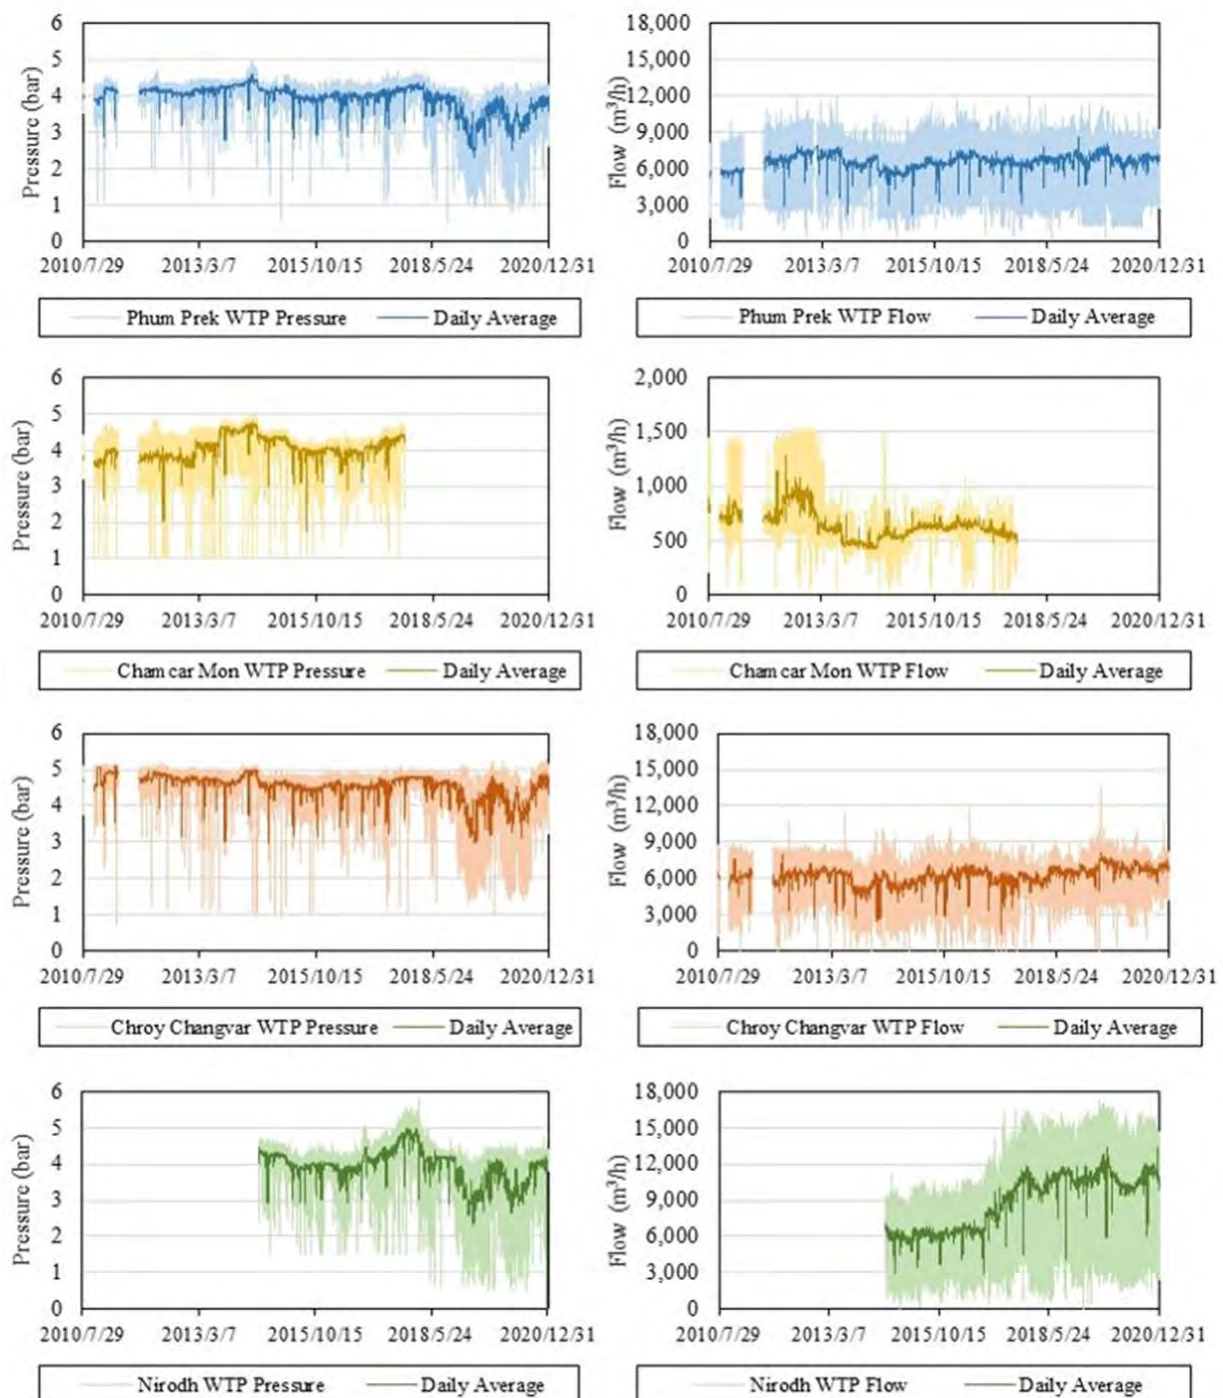 6
5
4
3
2
1
0
Pressure (bar)
2010/7/29 2013/3/7 2015/10/15 2018/5/24 2020/12/31
Phum Prek WTP Pressure Daily Average
18,000
15,000
12,000
9,000
6,000
3,000
0
Flow (m³/h)
2010/7/29 2013/3/7 2015/10/15 2018/5/24 2020/12/31
Phum Prek WTP Flow Daily Average
6
5
4
3
2
1
0
Pressure (bar)
2010/7/29 2013/3/7 2015/10/15 2018/5/24 2020/12/31
Chamcar Mon WTP Pressure Daily Average
2,000
1,500
1,000
500
0
Flow (m³/h)
2010/7/29 2013/3/7 2015/10/15 2018/5/24 2020/12/31
Chamcar Mon WTP Flow Daily Average
6
5
4
3
2
1
0
Pressure (bar)
2010/7/29 2013/3/7 2015/10/15 2018/5/24 2020/12/31
Chroy Changvar WTP Pressure Daily Average
18,000
15,000
12,000
9,000
6,000
3,000
0
Flow (m³/h)
2010/7/29 2013/3/7 2015/10/15 2018/5/24 2020/12/31
Chroy Changvar WTP Flow Daily Average
6
5
4
3
2
1
0
Pressure (bar)
2010/7/29 2013/3/7 2015/10/15 2018/5/24 2020/12/31
Nirodh WTP Pressure Daily Average
18,000
15,000
12,000
9,000
6,000
3,000
0
Flow (m³/h)
2010/7/29 2013/3/7 2015/10/15 2018/5/24 2020/12/31
Nirodh WTP Flow Daily Average